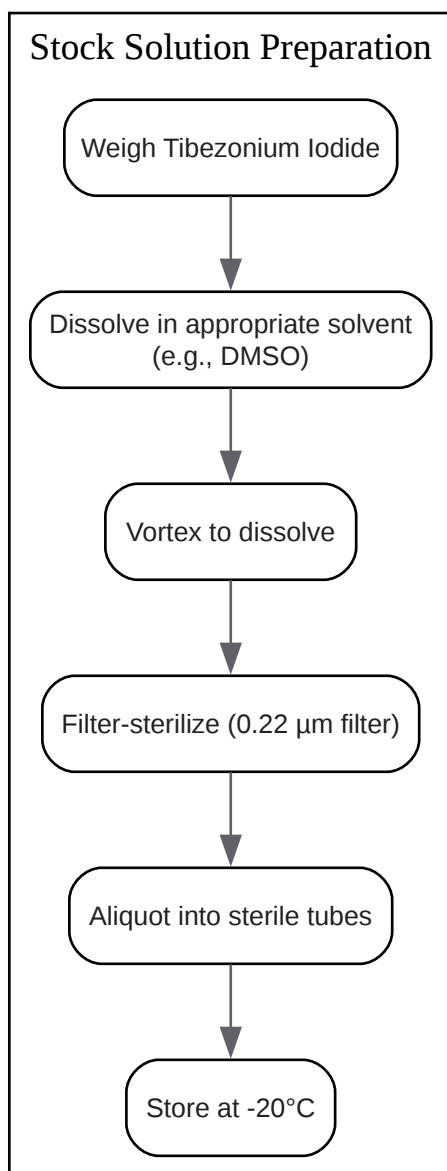 Stock Solution Preparation
Weigh Tibezonium Iodide
Dissolve in appropriate solvent
(e.g., DMSO)
Vortex to dissolve
Filter-sterilize (0.22 µm filter)
Aliquot into sterile tubes
Store at -20°C